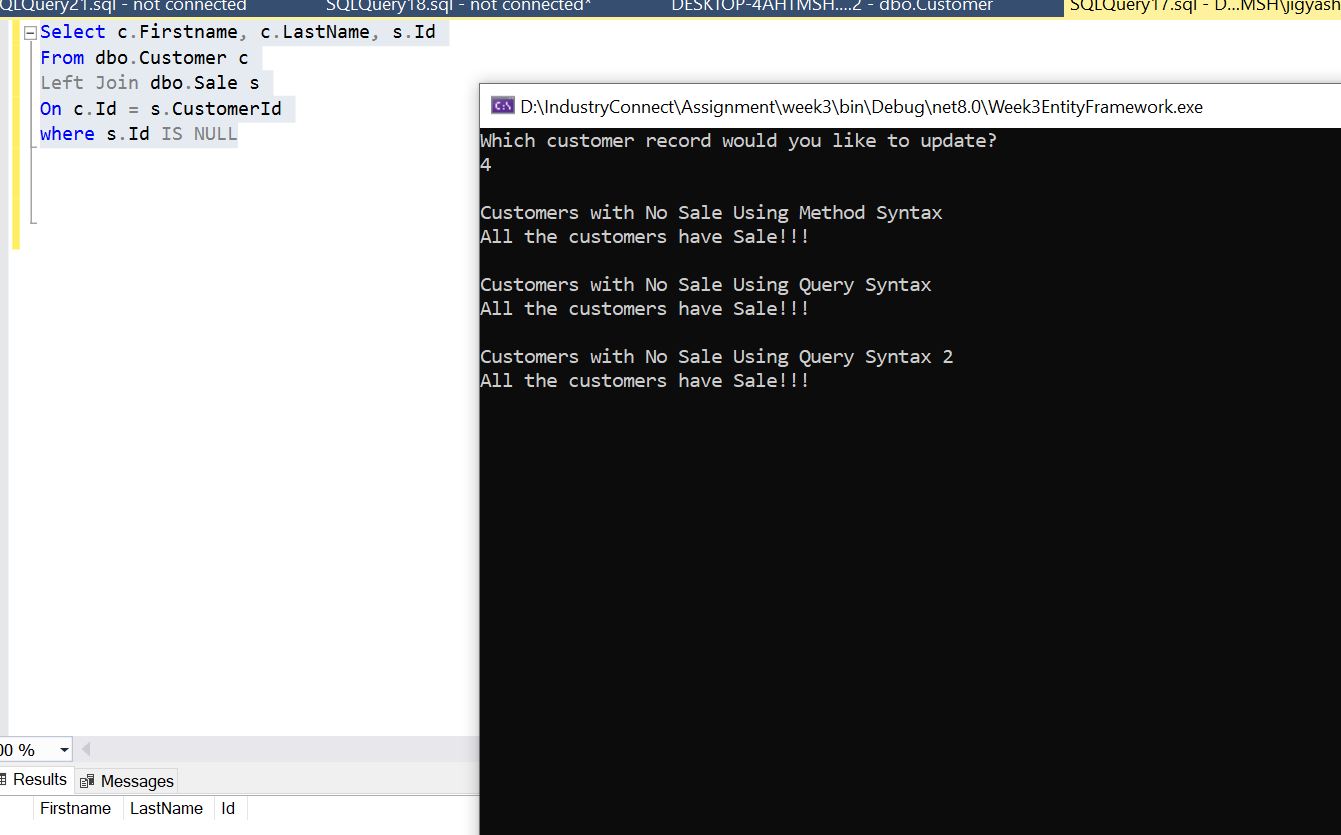 QLQuery21.sql - not connected SQLQuery18.sql - not connected* DESKTOP-4AH1MSH....2 - dbo.Customer SQLQuery17.sql - D...MSH\jigyash
Select c.Firstname, c.LastName, s.Id
From dbo.Customer c
Left Join dbo.Sale s
On c.Id = s.CustomerId
where s.Id IS NULL
D:\IndustryConnect\Assignment\week3\bin\Debug\net8.0\Week3EntityFramework.exe
Which customer record would you like to update?
4
Customers with No Sale Using Method Syntax
All the customers have Sale!!!
Customers with No Sale Using Query Syntax
All the customers have Sale!!!
Customers with No Sale Using Query Syntax 2
All the customers have Sale!!!
00 %
Results Messages
Firstname LastName Id